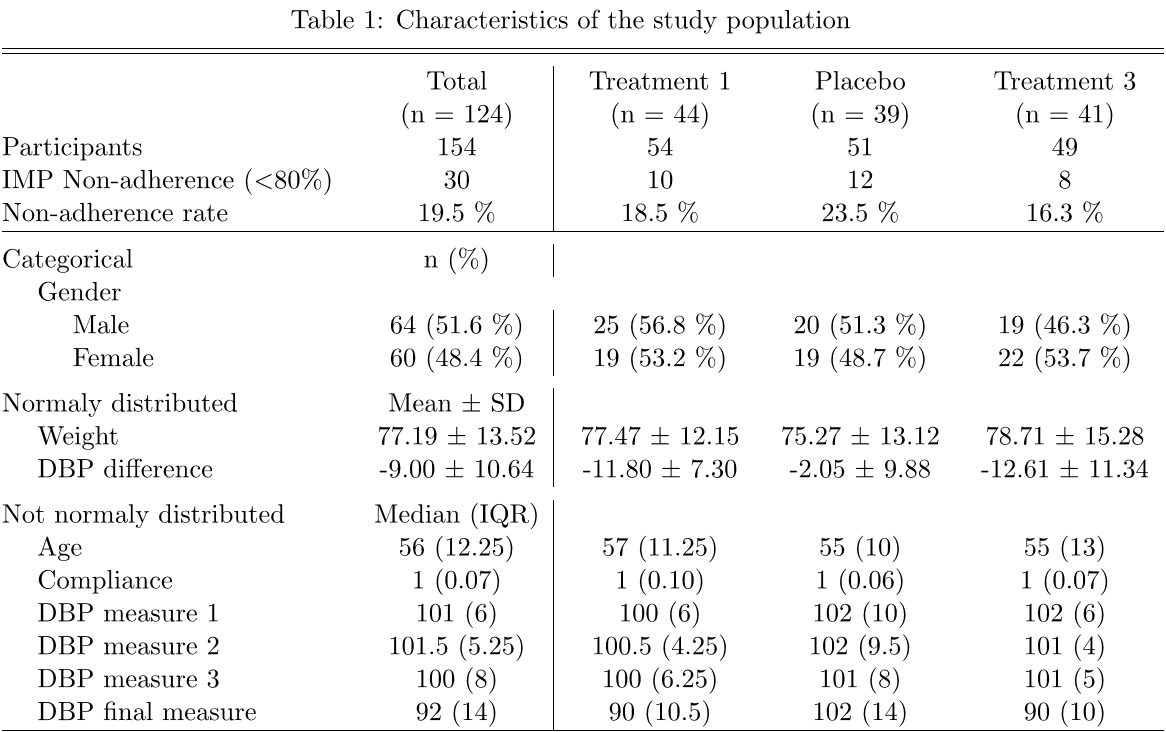 Table 1: Characteristics of the study population
Total Treatment 1 Placebo Treatment 3
(n = 124) (n = 44) (n = 39) (n = 41)
Participants 154 54 51 49
IMP Non-adherence (<80%) 30 10 12 8
Non-adherence rate 19.5 % 18.5 % 23.5 % 16.3 %
Categorical n (%)
Gender
Male 64 (51.6 %) 25 (56.8 %) 20 (51.3 %) 19 (46.3 %)
Female 60 (48.4 %) 19 (53.2 %) 19 (48.7 %) 22 (53.7 %)
Normaly distributed Mean ± SD
Weight 77.19 ± 13.52 77.47 ± 12.15 75.27 ± 13.12 78.71 ± 15.28
DBP difference -9.00 ± 10.64 -11.80 ± 7.30 -2.05 ± 9.88 -12.61 ± 11.34
Not normaly distributed Median (IQR)
Age 56 (12.25) 57 (11.25) 55 (10) 55 (13)
Compliance 1 (0.07) 1 (0.10) 1 (0.06) 1 (0.07)
DBP measure 1 101 (6) 100 (6) 102 (10) 102 (6)
DBP measure 2 101.5 (5.25) 100.5 (4.25) 102 (9.5) 101 (4)
DBP measure 3 100 (8) 100 (6.25) 101 (8) 101 (5)
DBP final measure 92 (14) 90 (10.5) 102 (14) 90 (10)